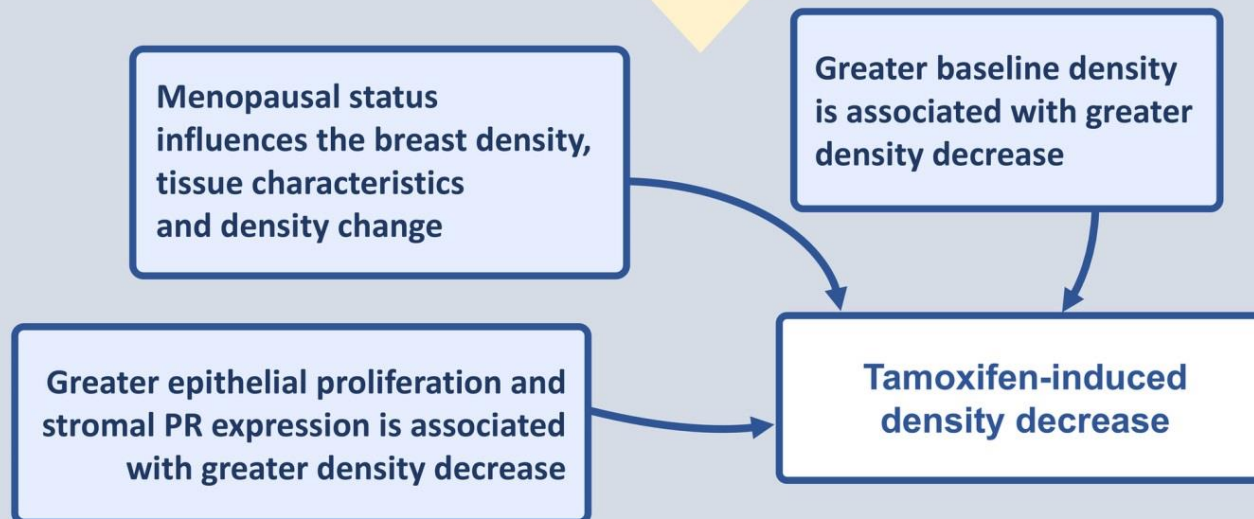 Menopausal status
influences the breast density,
tissue characteristics
and density change
Greater baseline density
is associated with greater
density decrease
Greater epithelial proliferation and
stromal PR expression is associated
with greater density decrease
Tamoxifen-induced
density decrease